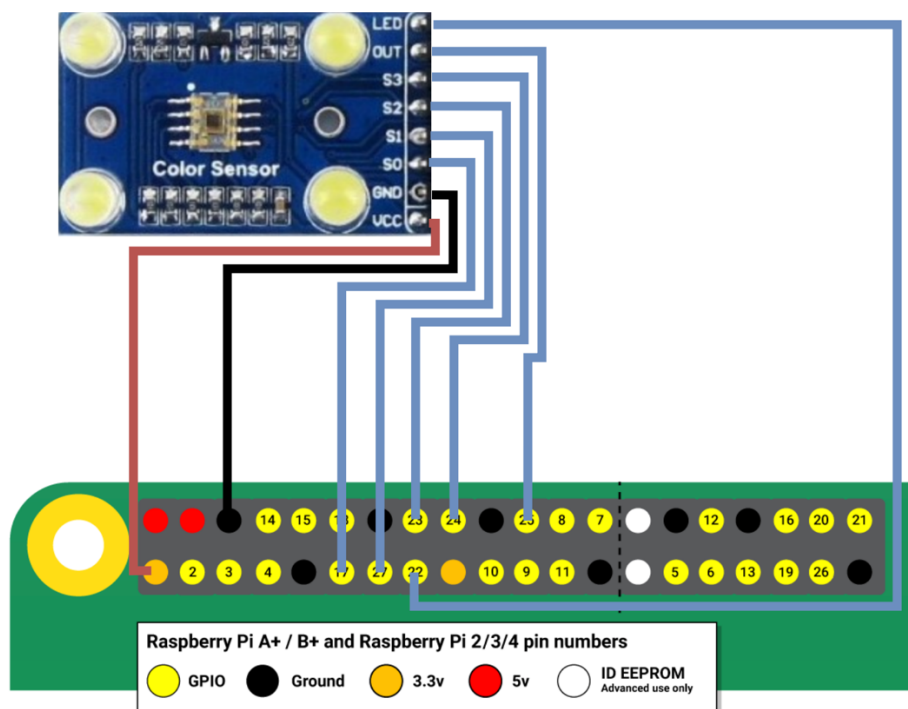 LED
OUT
S3
S2
S1
S0
GND
VCC
Color Sensor
14 15 18 23 24 25 8 7 12 16 20 21
2 3 4 17 27 22 10 9 11 5 6 13 19 26
Raspberry Pi A+ / B+ and Raspberry Pi 2/3/4 pin numbers
GPIO Ground 3.3v 5v ID EEPROM
Advanced use only